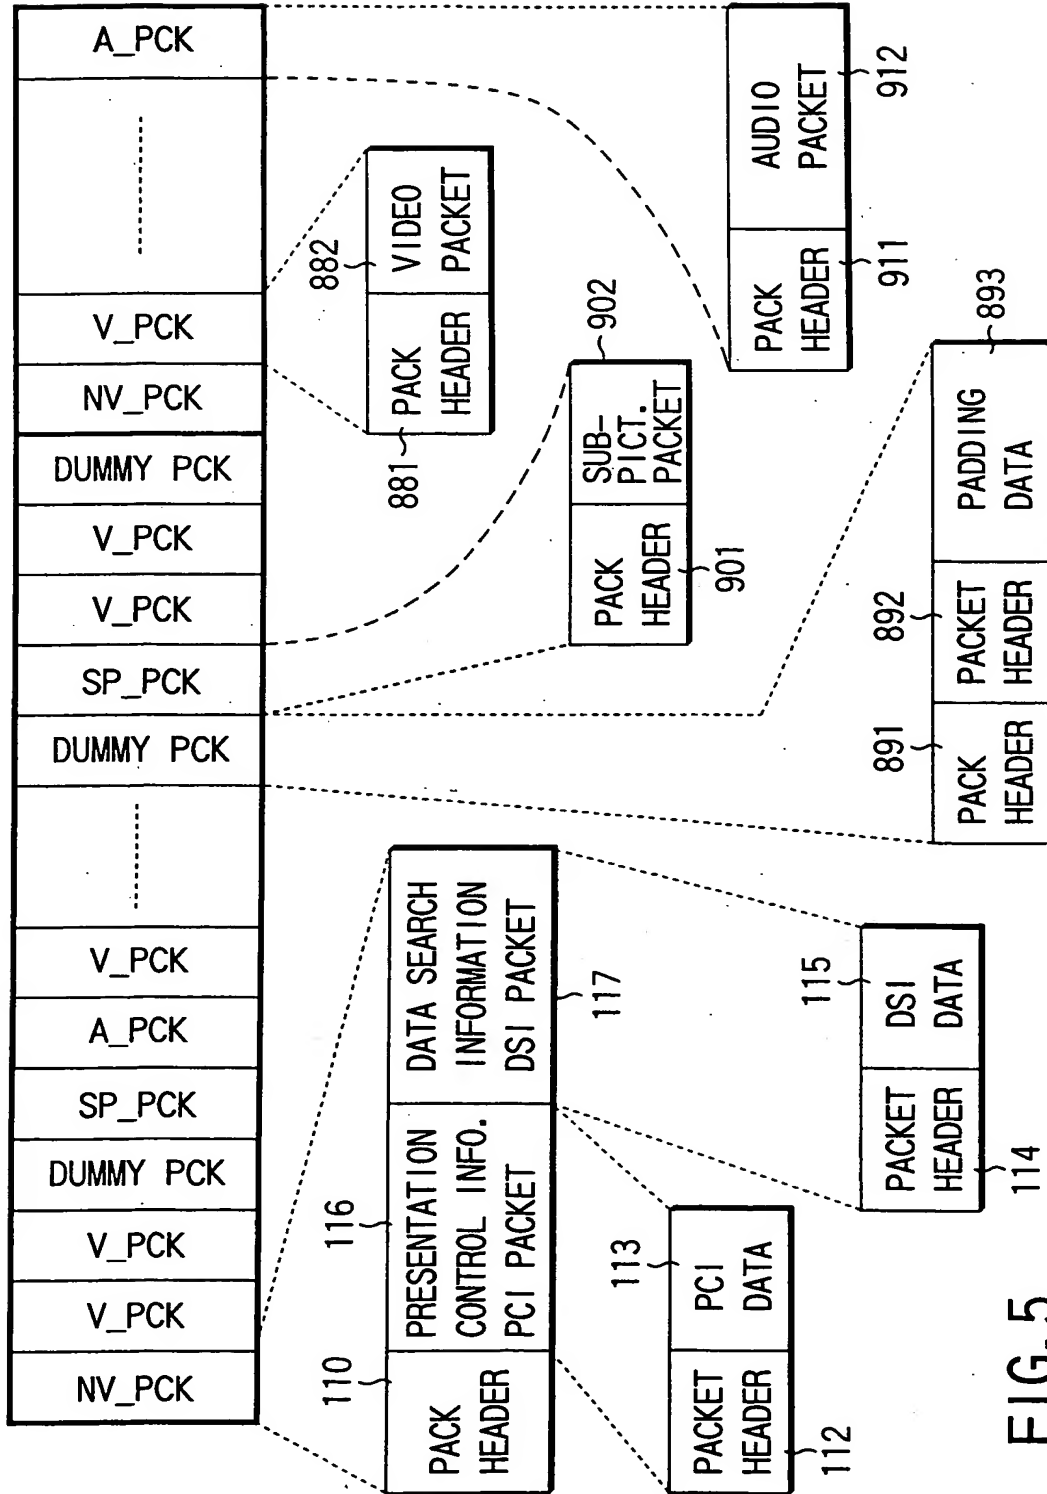 NV_PCK
V_PCK
V_PCK
DUMMY PCK
SP_PCK
A_PCK
V_PCK
DUMMY PCK
SP_PCK
V_PCK
V_PCK
DUMMY PCK
NV_PCK
V_PCK
A_PCK
110
PACK
HEADER
116
PRESENTATION
CONTROL INFO.
PCI PACKET
DATA SEARCH
INFORMATION
DSI PACKET
117
881
PACK
HEADER
882
VIDEO
PACKET
PACK
HEADER
901
SUB-
PICT.
PACKET
902
112
PACKET
HEADER
113
PCI
DATA
PACK
HEADER
911
AUDIO
PACKET
912
114
PACKET
HEADER
115
DSI
DATA
891
PACK
HEADER
892
PACKET
HEADER
PADDING
DATA
893
FIG. 5